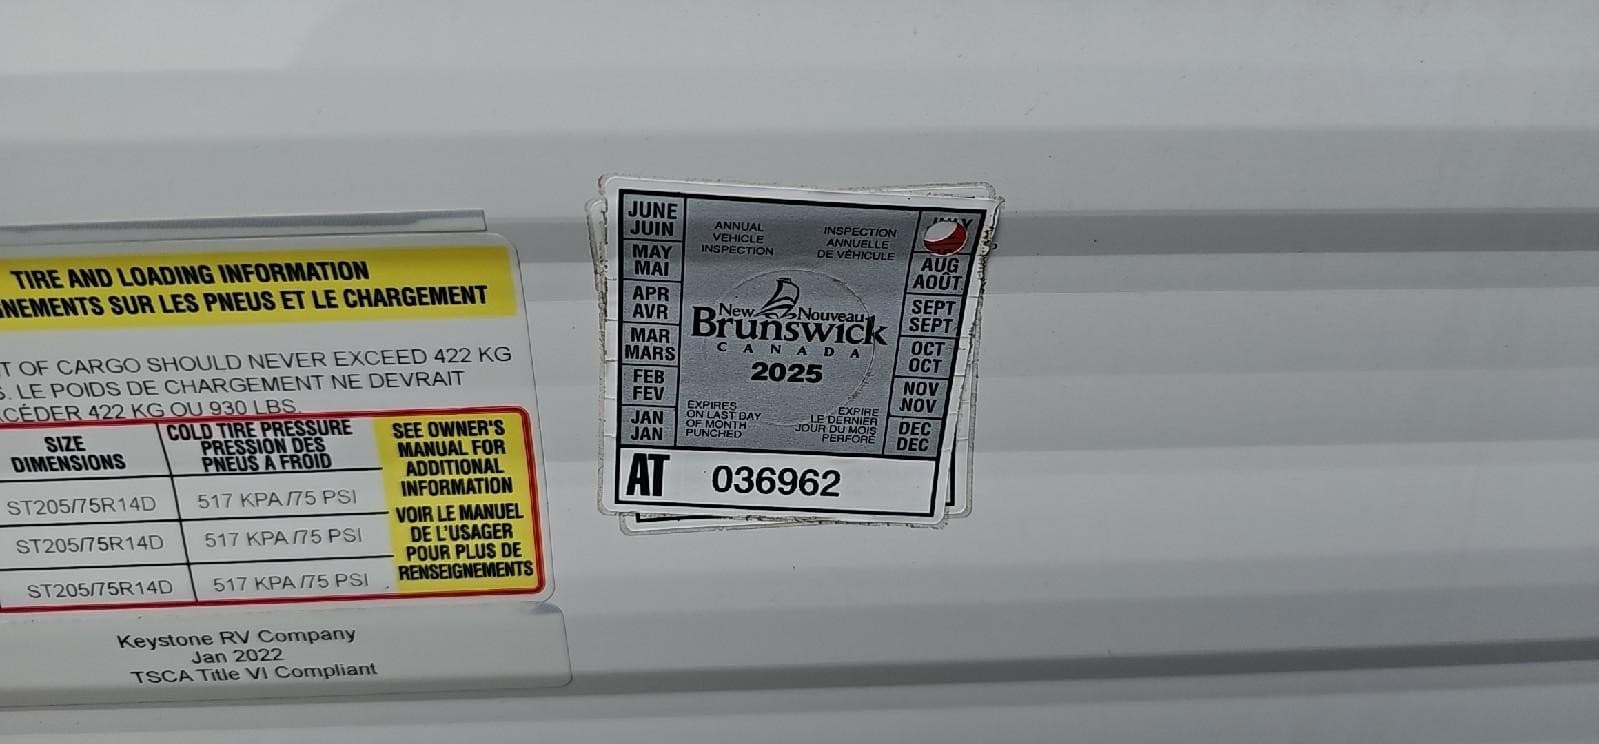 TIRE AND LOADING INFORMATION
NEMENTS SUR LES PNEUS ET LE CHARGEMENT
T OF CARGO SHOULD NEVER EXCEED 422 KG
S. LE POIDS DE CHARGEMENT NE DEVRAIT
CÉDER 422 KG OU 930 LBS.
SIZE
DIMENSIONS
COLD TIRE PRESSURE
PRESSION DES
PNEUS A FROID
SEE OWNER'S
MANUAL FOR
ADDITIONAL
INFORMATION
VOIR LE MANUEL
DE L'USAGER
POUR PLUS DE
RENSEIGNEMENTS
ST205/75R14D 517 KPA/75 PSI
ST205/75R14D 517 KPA/75 PSI
ST205/75R14D 517 KPA/75 PSI
Keystone RV Company
Jan 2022
TSCA Title VI Compliant
JUNE
JUIN
MAY
MAI
APR
AVR
MAR
MARS
FEB
FEV
JAN
JAN
ANNUAL
VEHICLE
INSPECTION
INSPECTION
ANNUELLE
DE VÉHICULE
New Nouveau
Brunswick
CANADA
2025
EXPIRES
ON LAST DAY
OF MONTH
PUNCHED
EXPIRE
LE DERNIER
JOUR DU MOIS
PERFORÉ
AUG
AOÛT
SEPT
SEPT
OCT
OCT
NOV
NOV
DEC
DEC
AT 036962